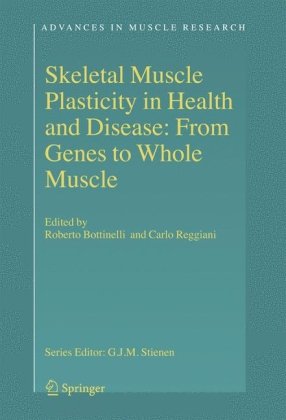 ADVANCES IN MUSCLE RESEARCH
Skeletal Muscle
Plasticity in Health
and Disease: From
Genes to Whole
Muscle
Edited by
Roberto Bottinelli and Carlo Reggiani
Series Editor: G.J.M. Stienen
Springer